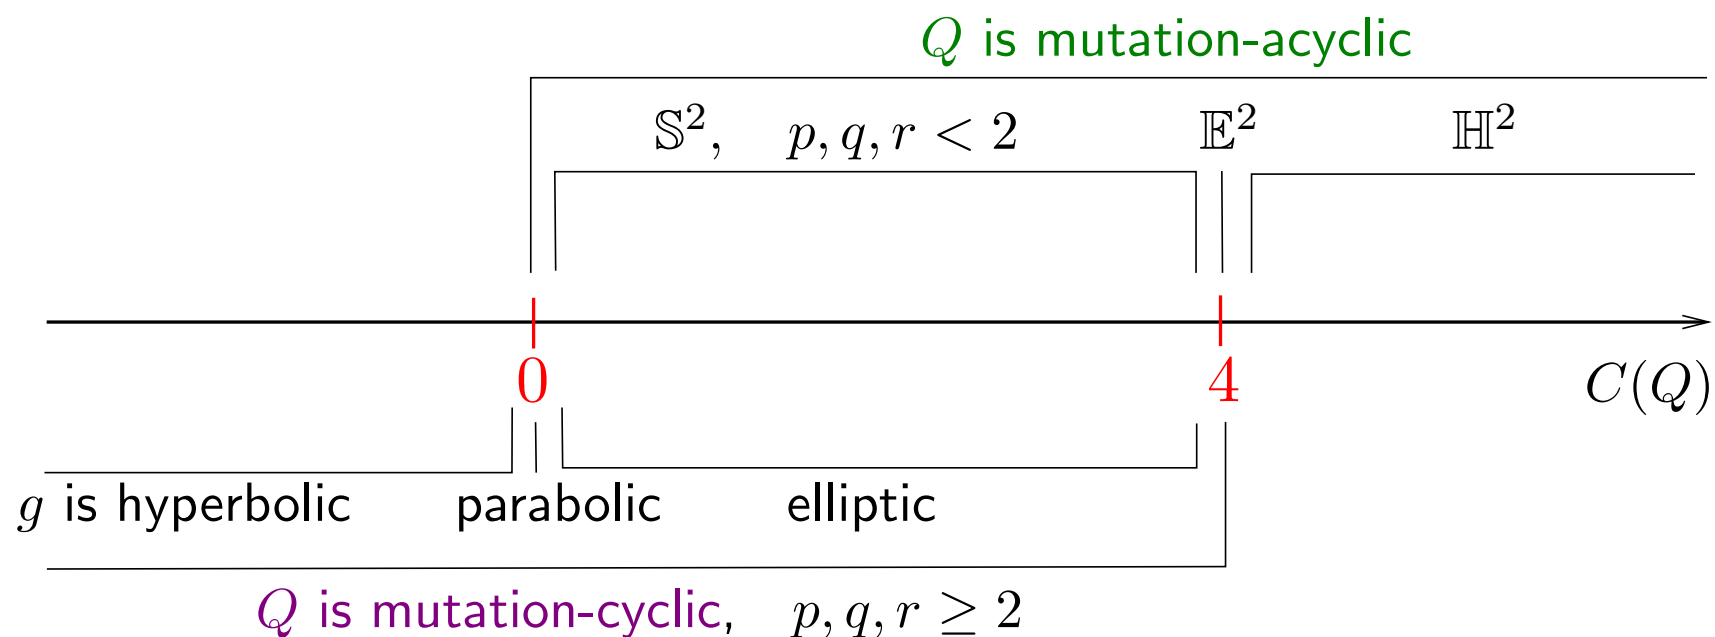 Q is mutation-acyclic
𝕊², p, q, r < 2 𝔼² ℍ²
0 4 C(Q)
g is hyperbolic parabolic elliptic
Q is mutation-cyclic, p, q, r ≥ 2